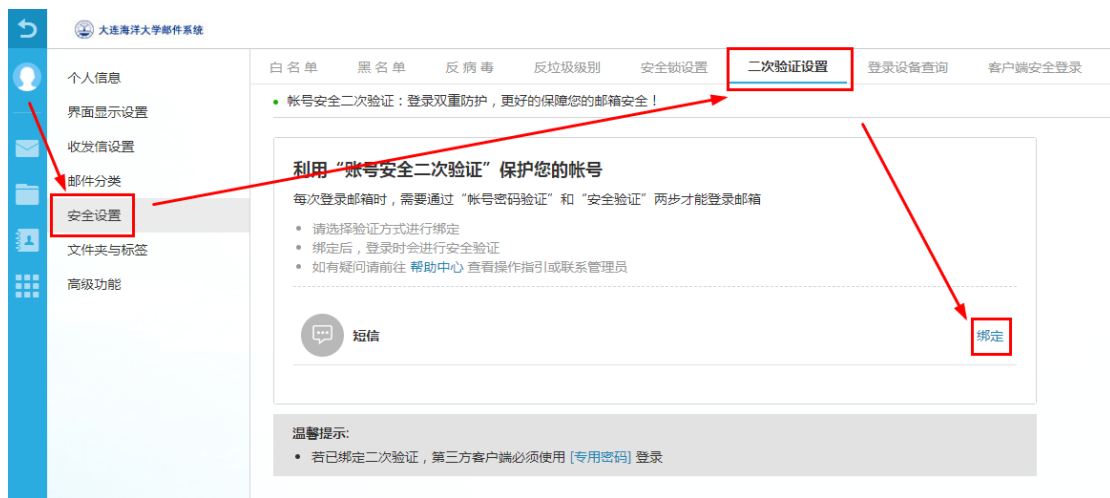 大连海洋大学邮件系统
个人信息
界面显示设置
收发信设置
邮件分类
安全设置
文件夹与标签
高级功能
白名单 黑名单 反病毒 反垃圾级别 安全锁设置 二次验证设置 登录设备查询 客户端安全登录
• 帐号安全二次验证：登录双重防护，更好的保障您的邮箱安全！
利用“账号安全二次验证”保护您的帐号
每次登录邮箱时，需要通过“帐号密码验证”和“安全验证”两步才能登录邮箱
• 请选择验证方式进行绑定
• 绑定后，登录时会进行安全验证
• 如有疑问请前往 帮助中心 查看操作指引或联系管理员
短信 绑定
温馨提示:
• 若已绑定二次验证，第三方客户端必须使用 [专用密码] 登录